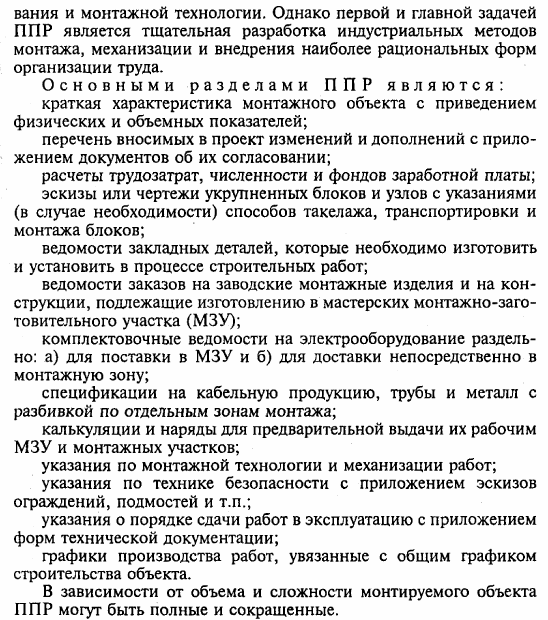 вания и монтажной технологии. Однако первой и главной задачей
ППР является тщательная разработка индустриальных методов
монтажа, механизации и внедрения наиболее рациональных форм
организации труда.
Основными разделами ППР являются:
краткая характеристика монтажного объекта с приведением
физических и объемных показателей;
перечень вносимых в проект изменений и дополнений с прило-
жением документов об их согласовании;
расчеты трудозатрат, численности и фондов заработной платы;
эскизы или чертежи укрупненных блоков и узлов с указаниями
(в случае необходимости) способов такелажа, транспортировки и
монтажа блоков;
ведомости закладных деталей, которые необходимо изготовить
и установить в процессе строительных работ;
ведомости заказов на заводские монтажные изделия и на кон-
струкции, подлежащие изготовлению в мастерских монтажно-заго-
товительного участка (МЗУ);
комплектовочные ведомости на электрооборудование раздель-
но: а) для поставки в МЗУ и б) для доставки непосредственно в
монтажную зону;
спецификации на кабельную продукцию, трубы и металл с
разбивкой по отдельным зонам монтажа;
калькуляции и наряды для предварительной выдачи их рабочим
МЗУ и монтажных участков;
указания по монтажной технологии и механизации работ;
указания по технике безопасности с приложением эскизов
ограждений, подмостей и т.п.;
указания о порядке сдачи работ в эксплуатацию с приложением
форм технической документации;
графики производства работ, увязанные с общим графиком
строительства объекта.
В зависимости от объема и сложности монтируемого объекта
ППР могут быть полные и сокращенные.